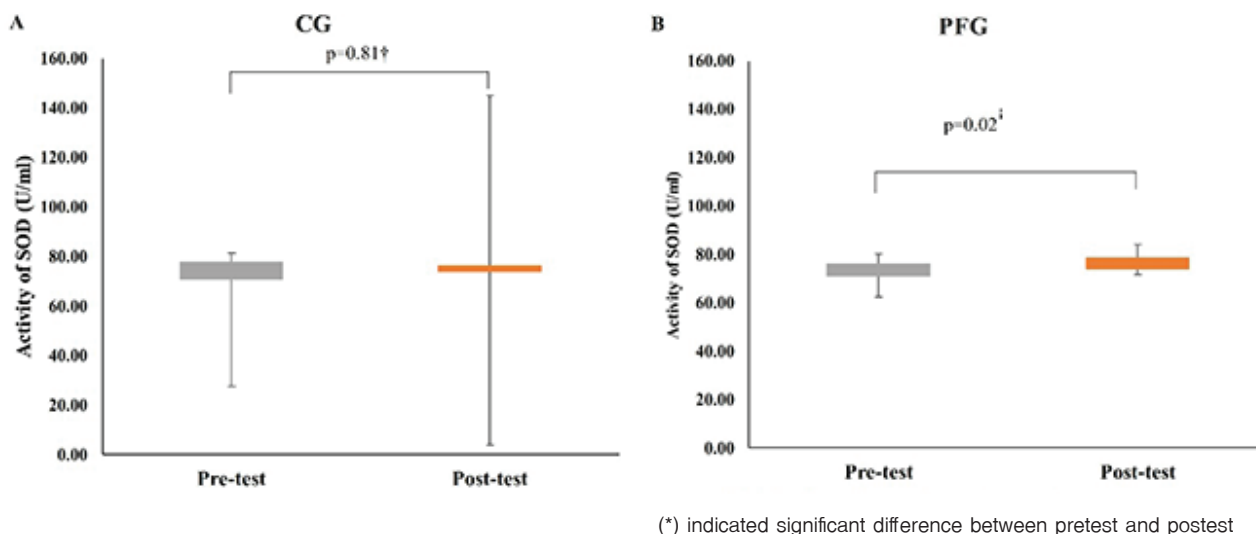 A
CG
p=0.81†
160.00
140.00
120.00
100.00
80.00
60.00
40.00
20.00
0.00
Activity of SOD (U/ml)
Pre-test
Post-test
B
PFG
p=0.02
160.00
140.00
120.00
100.00
80.00
60.00
40.00
20.00
0.00
Activity of SOD (U/ml)
Pre-test
Post-test
(*) indicated significant difference between pretest and postest